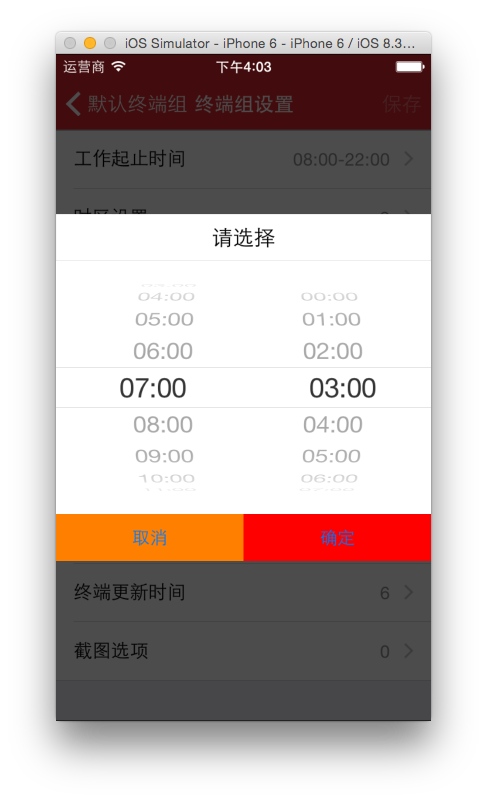 iOS Simulator - iPhone 6 - iPhone 6 / iOS 8.3...
运营商 下午4:03
默认终端组 终端组设置 保存
工作起止时间 08:00-22:00
时区设置
请选择
04:00 00:00
05:00 01:00
06:00 02:00
07:00 03:00
08:00 04:00
09:00 05:00
10:00 06:00
取消 确定
终端更新时间 6
截图选项 0